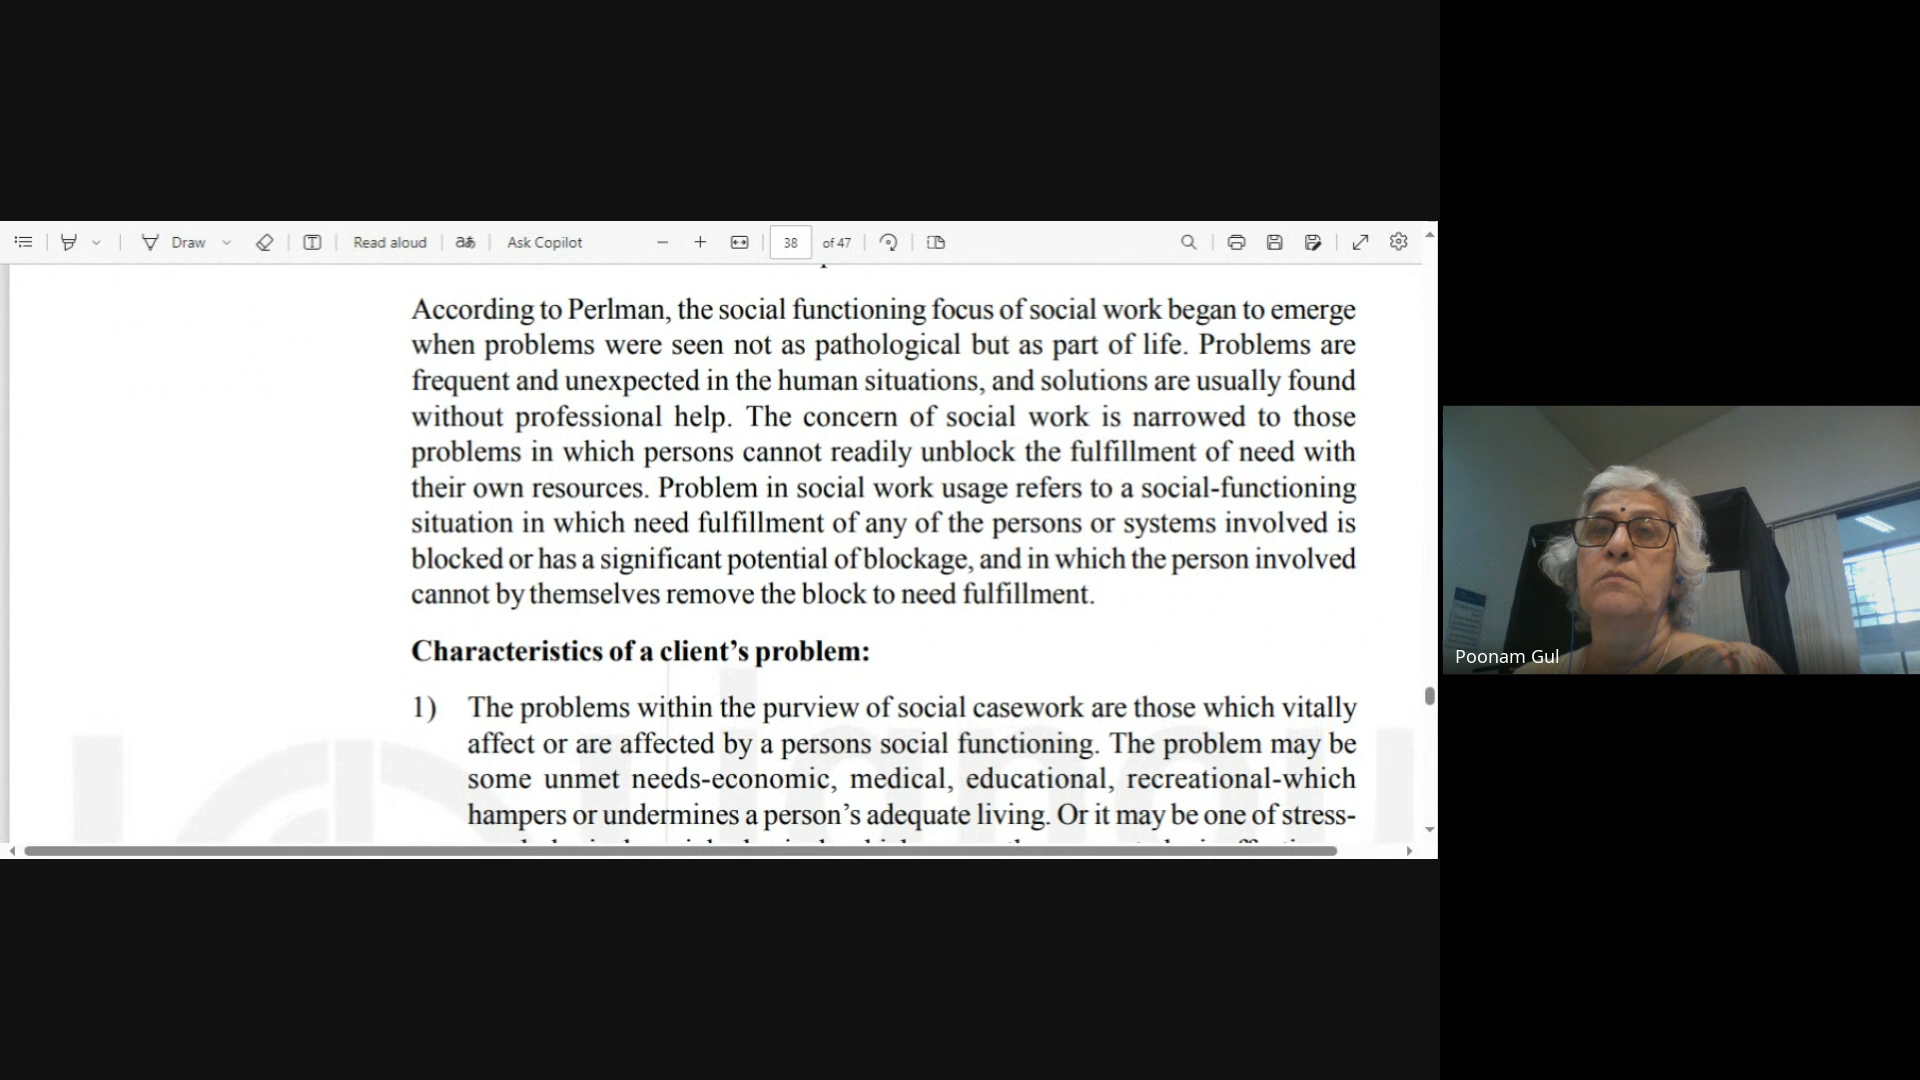 Draw
Read aloud
aあ
Ask Copilot
38
of 47
According to Perlman, the social functioning focus of social work began to emerge
when problems were seen not as pathological but as part of life. Problems are
frequent and unexpected in the human situations, and solutions are usually found
without professional help. The concern of social work is narrowed to those
problems in which persons cannot readily unblock the fulfillment of need with
their own resources. Problem in social work usage refers to a social-functioning
situation in which need fulfillment of any of the persons or systems involved is
blocked or has a significant potential of blockage, and in which the person involved
cannot by themselves remove the block to need fulfillment.
Characteristics of a client’s problem:
1) The problems within the purview of social casework are those which vitally
affect or are affected by a persons social functioning. The problem may be
some unmet needs-economic, medical, educational, recreational-which
hampers or undermines a person’s adequate living. Or it may be one of stress-
Poonam Gul